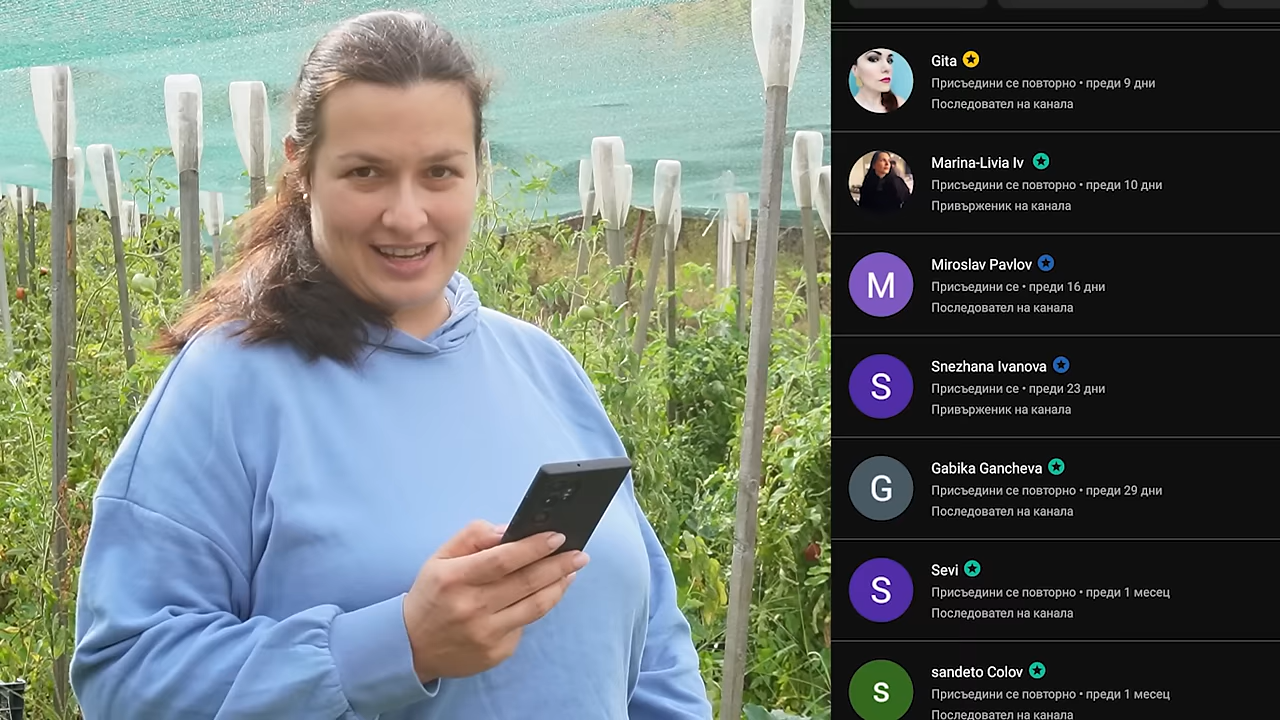 Gita
Присъедини се повторно • преди 9 дни
Последовател на канала
Marina-Livia Iv
Присъедини се повторно • преди 10 дни
Привърженик на канала
M
Miroslav Pavlov
Присъедини се • преди 16 дни
Последовател на канала
S
Snezhana Ivanova
Присъедини се • преди 23 дни
Привърженик на канала
G
Gabika Gancheva
Присъедини се повторно • преди 29 дни
Последовател на канала
S
Sevi
Присъедини се повторно • преди 1 месец
Последовател на канала
s
sandeto Colov
Присъедини се повторно • преди 1 месец
Последовател на канала